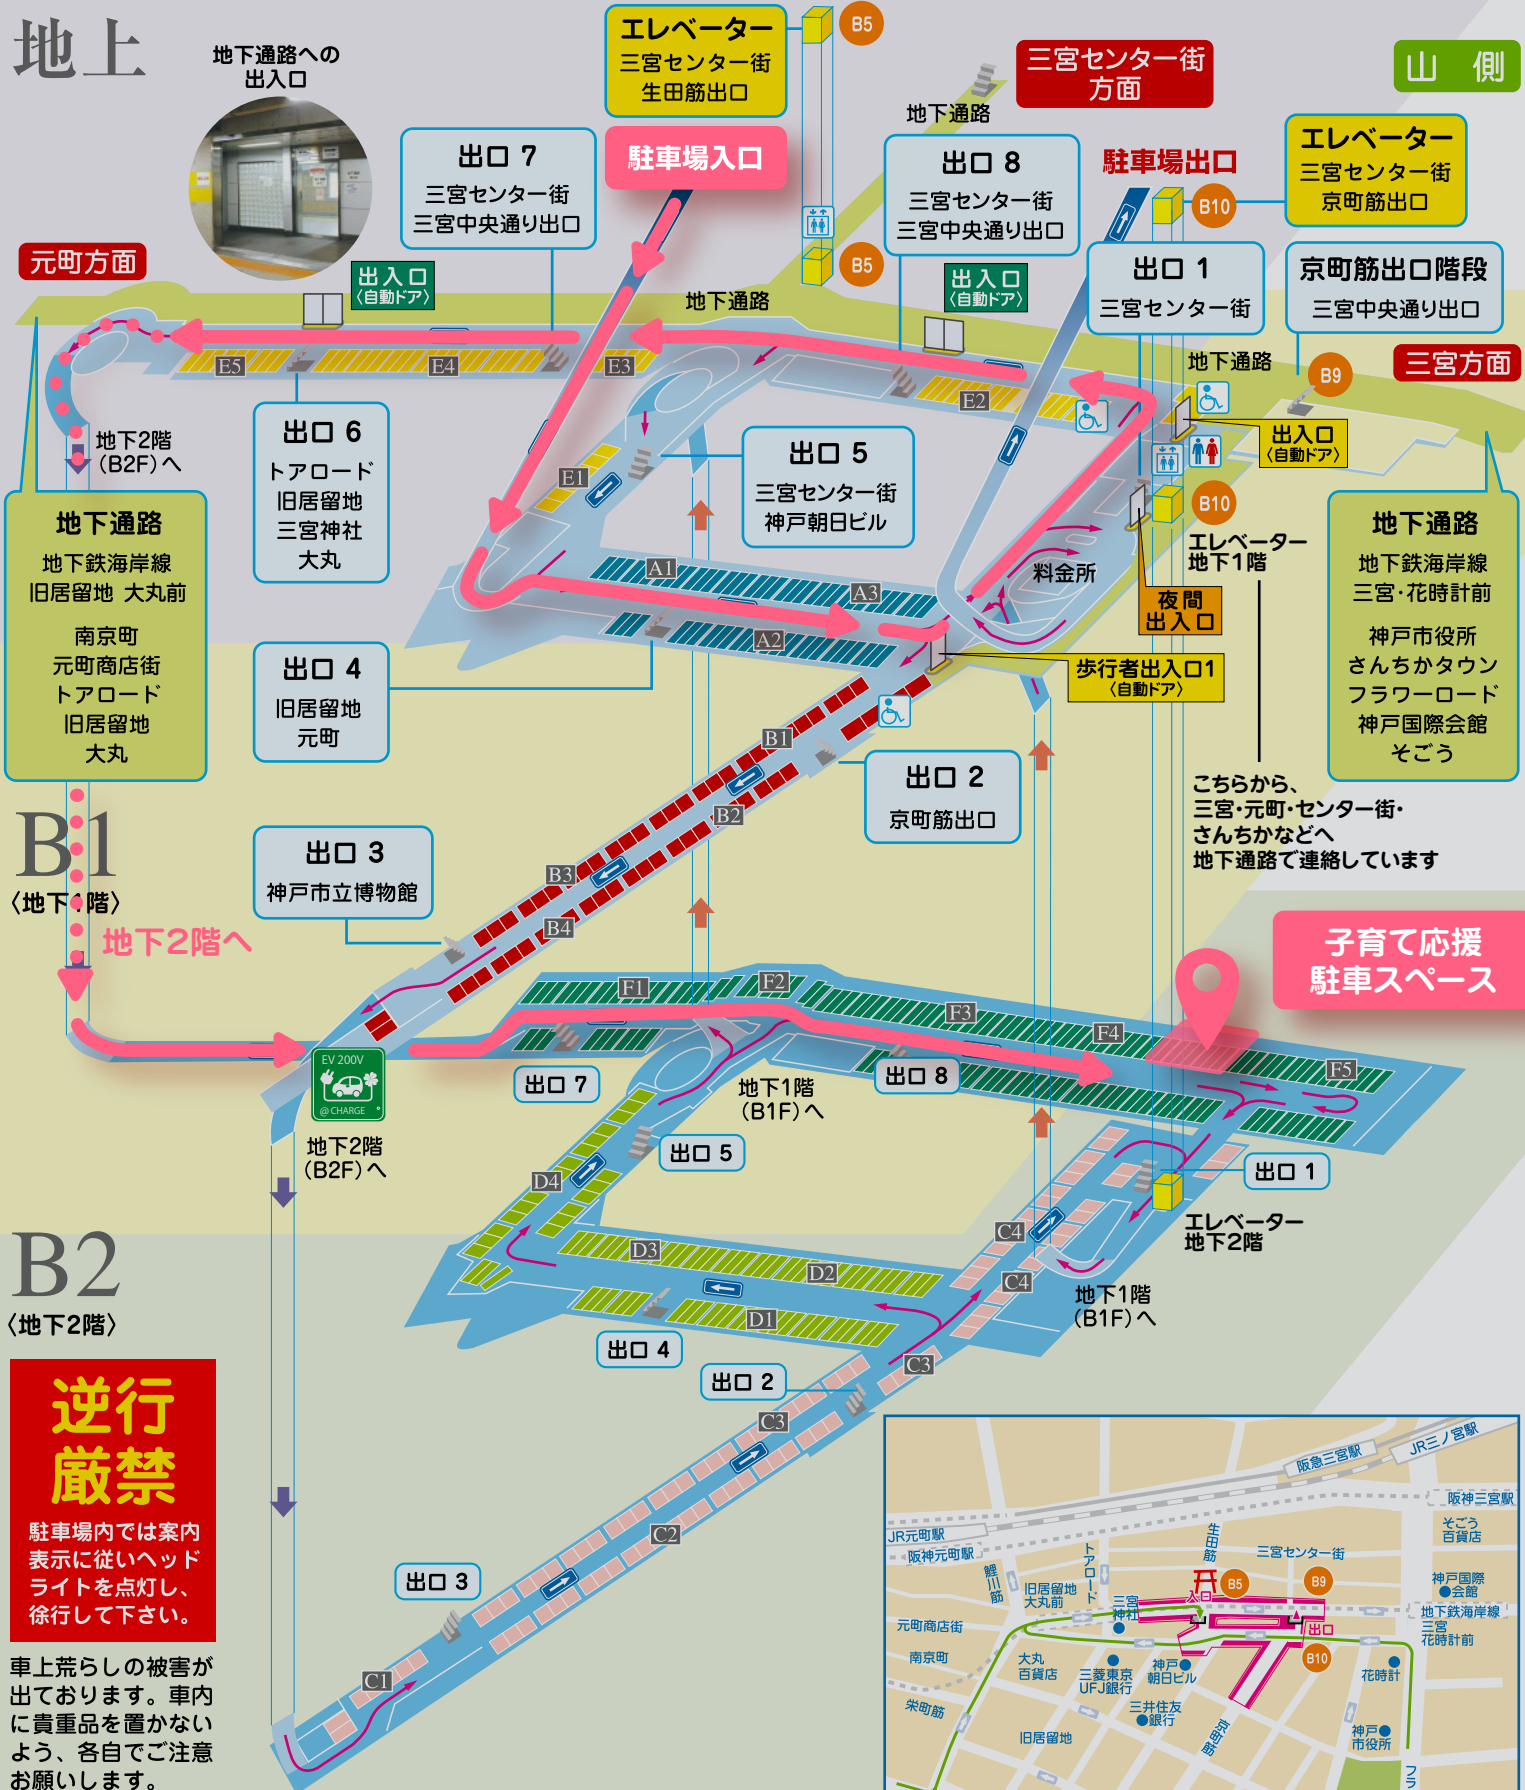 地上
地下通路への
出入口
エレベーター
三宮センター街
生田筋出口
B5
三宮センター街
方面
山 側
地下通路
出口 7
三宮センター街
三宮中央通り出口
駐車場入口
出口 8
三宮センター街
三宮中央通り出口
駐車場出口
B10
エレベーター
三宮センター街
京町筋出口
元町方面
出入口
〈自動ドア〉
B5
出入口
〈自動ドア〉
出口 1
三宮センター街
京町筋出口階段
三宮中央通り出口
地下通路
地下通路
三宮方面
B9
E5
E4
E3
E2
E1
地下2階
（B2F）へ
出口 6
トアロード
旧居留地
三宮神社
大丸
出口 5
三宮センター街
神戸朝日ビル
出入口
〈自動ドア〉
B10
エレベーター
地下1階
地下通路
地下鉄海岸線
旧居留地 大丸前
南京町
元町商店街
トアロード
旧居留地
大丸
地下通路
地下鉄海岸線
三宮・花時計前
神戸市役所
さんちかタウン
フラワーロード
神戸国際会館
そごう
A1
A3
A2
料金所
夜間
出入口
歩行者出入口1
〈自動ドア〉
出口 4
旧居留地
元町
B1
B2
B3
B4
出口 2
京町筋出口
こちらから、
三宮・元町・センター街・
さんちかなどへ
地下通路で連絡しています
B1
〈地下1階〉
出口 3
神戸市立博物館
地下2階へ
子育て応援
駐車スペース
F1
F2
F3
F4
F5
EV 200V
@CHARGE
地下2階
（B2F）へ
出口 7
出口 8
地下1階
（B1F）へ
出口 5
出口 1
エレベーター
地下2階
D4
D3
D2
D1
C4
C4
地下1階
（B1F）へ
B2
〈地下2階〉
出口 4
出口 2
C3
C3
C2
出口 3
C1
逆行
厳禁
駐車場内では案内
表示に従いヘッド
ライトを点灯し、
徐行して下さい。
車上荒らしの被害が
出ております。車内
に貴重品を置かない
よう、各自でご注意
お願いします。
阪急三宮駅
JR三ノ宮駅
阪神三宮駅
JR元町駅
阪神元町駅
そごう
百貨店
生田筋
三宮センター街
トアロード
鯉川筋
旧居留地
大丸前
三宮
神社
入口
B5
B9
神戸国際
会館
地下鉄海岸線
三宮
花時計前
元町商店街
出口
南京町
大丸
百貨店
三菱東京
UFJ銀行
神戸
朝日ビル
B10
花時計
栄町筋
三井住友
銀行
旧居留地
京町筋
神戸
市役所
フラ